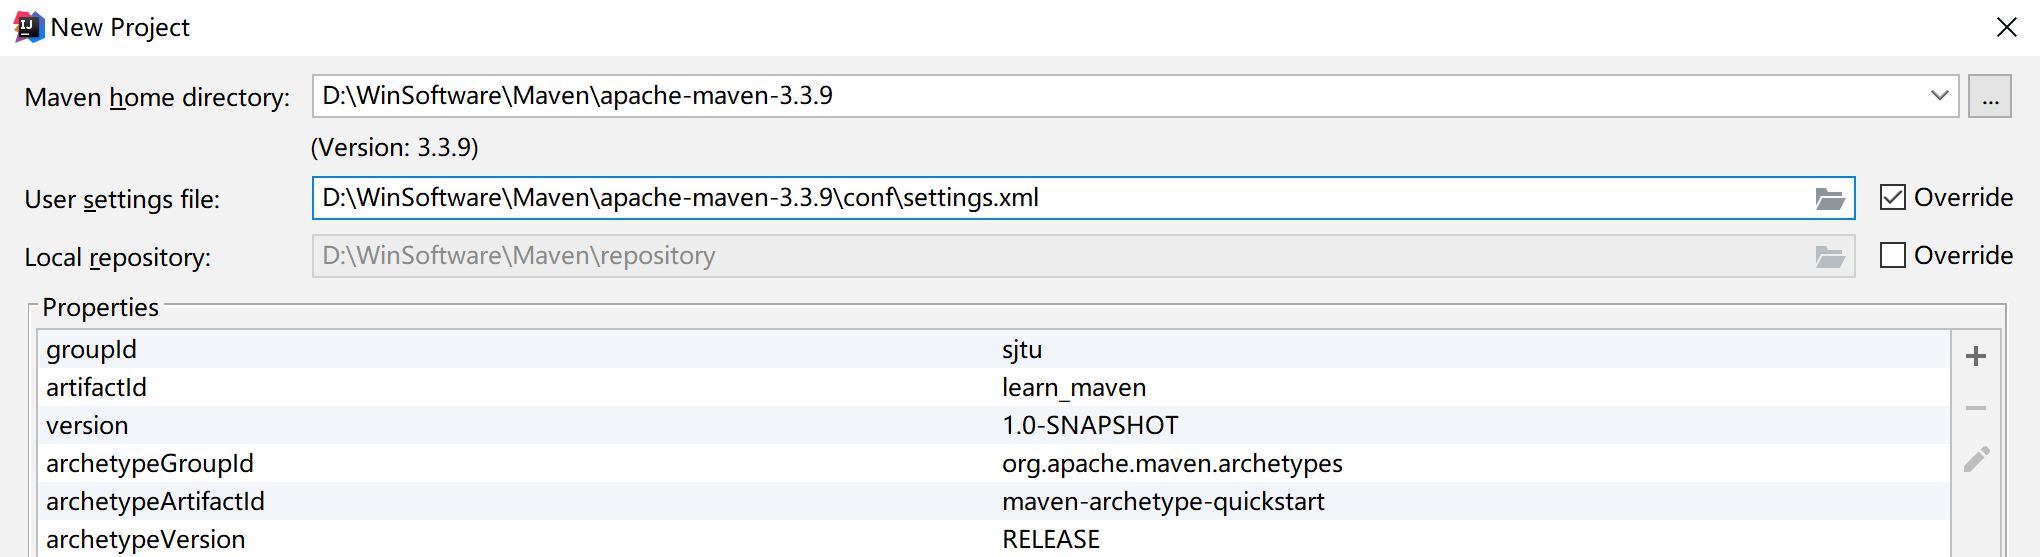 New Project
Maven home directory: D:\WinSoftware\Maven\apache-maven-3.3.9 ...
(Version: 3.3.9)
User settings file: D:\WinSoftware\Maven\apache-maven-3.3.9\conf\settings.xml Override
Local repository: D:\WinSoftware\Maven\repository Override
Properties
groupId sjtu
artifactId learn_maven
version 1.0-SNAPSHOT
archetypeGroupId org.apache.maven.archetypes
archetypeArtifactId maven-archetype-quickstart
archetypeVersion RELEASE